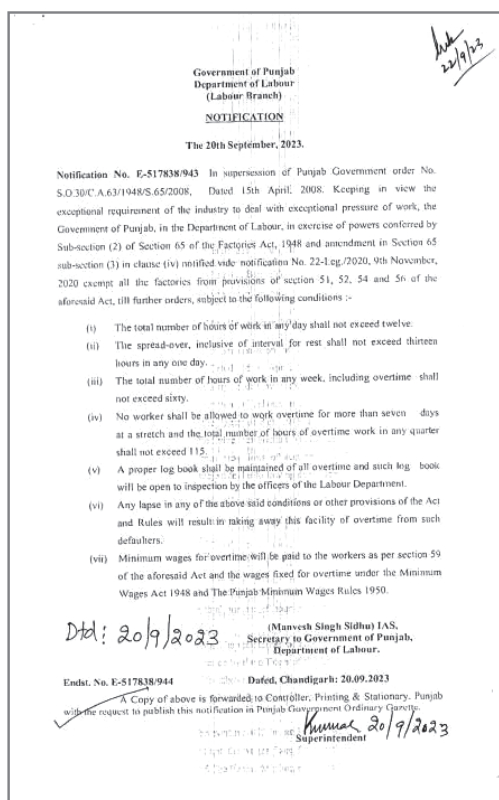 22/9/23
Government of Punjab
Department of Labour
(Labour Branch)
NOTIFICATION
The 20th September, 2023.
Notification No. E-517838/943 In supersession of Punjab Government order No.
S.O.30/C.A.63/1948/S.65/2008, Dated 15th April, 2008. Keeping in view the
exceptional requirement of the industry to deal with exceptional pressure of work, the
Government of Punjab, in the Department of Labour, in exercise of powers conferred by
Sub-section (2) of Section 65 of the Factories Act, 1948 and amendment in Section 65
sub-section (3) in clause (iv) notified vide notification No. 22-Leg./2020, 9th November,
2020 exempt all the factories from provisions of section 51, 52, 54 and 56 of the
aforesaid Act, till further orders, subject to the following conditions :-
(i) The total number of hours of work in any day shall not exceed twelve.
(ii) The spread-over, inclusive of interval for rest shall not exceed thirteen
hours in any one day.
(iii) The total number of hours of work in any week, including overtime shall
not exceed sixty.
(iv) No worker shall be allowed to work overtime for more than seven days
at a stretch and the total number of hours of overtime work in any quarter
shall not exceed 115.
(v) A proper log book shall be maintained of all overtime and such log book
will be open to inspection by the officers of the Labour Department.
(vi) Any lapse in any of the above said conditions or other provisions of the Act
and Rules will result in taking away this facility of overtime from such
defaulters.
(vii) Minimum wages for overtime will be paid to the workers as per section 59
of the aforesaid Act and the wages fixed for overtime under the Minimum
Wages Act 1948 and The Punjab Minimum Wages Rules 1950.
Dtd: 20/9/2023
(Manvesh Singh Sidhu) IAS,
Secretary to Government of Punjab,
Department of Labour.
Endst. No. E-517838/944 Dated, Chandigarh: 20.09.2023
A Copy of above is forwarded to Controller, Printing & Stationary, Punjab
with the request to publish this notification in Punjab Government Ordinary Gazette.
Kumar 20/9/2023
Superintendent